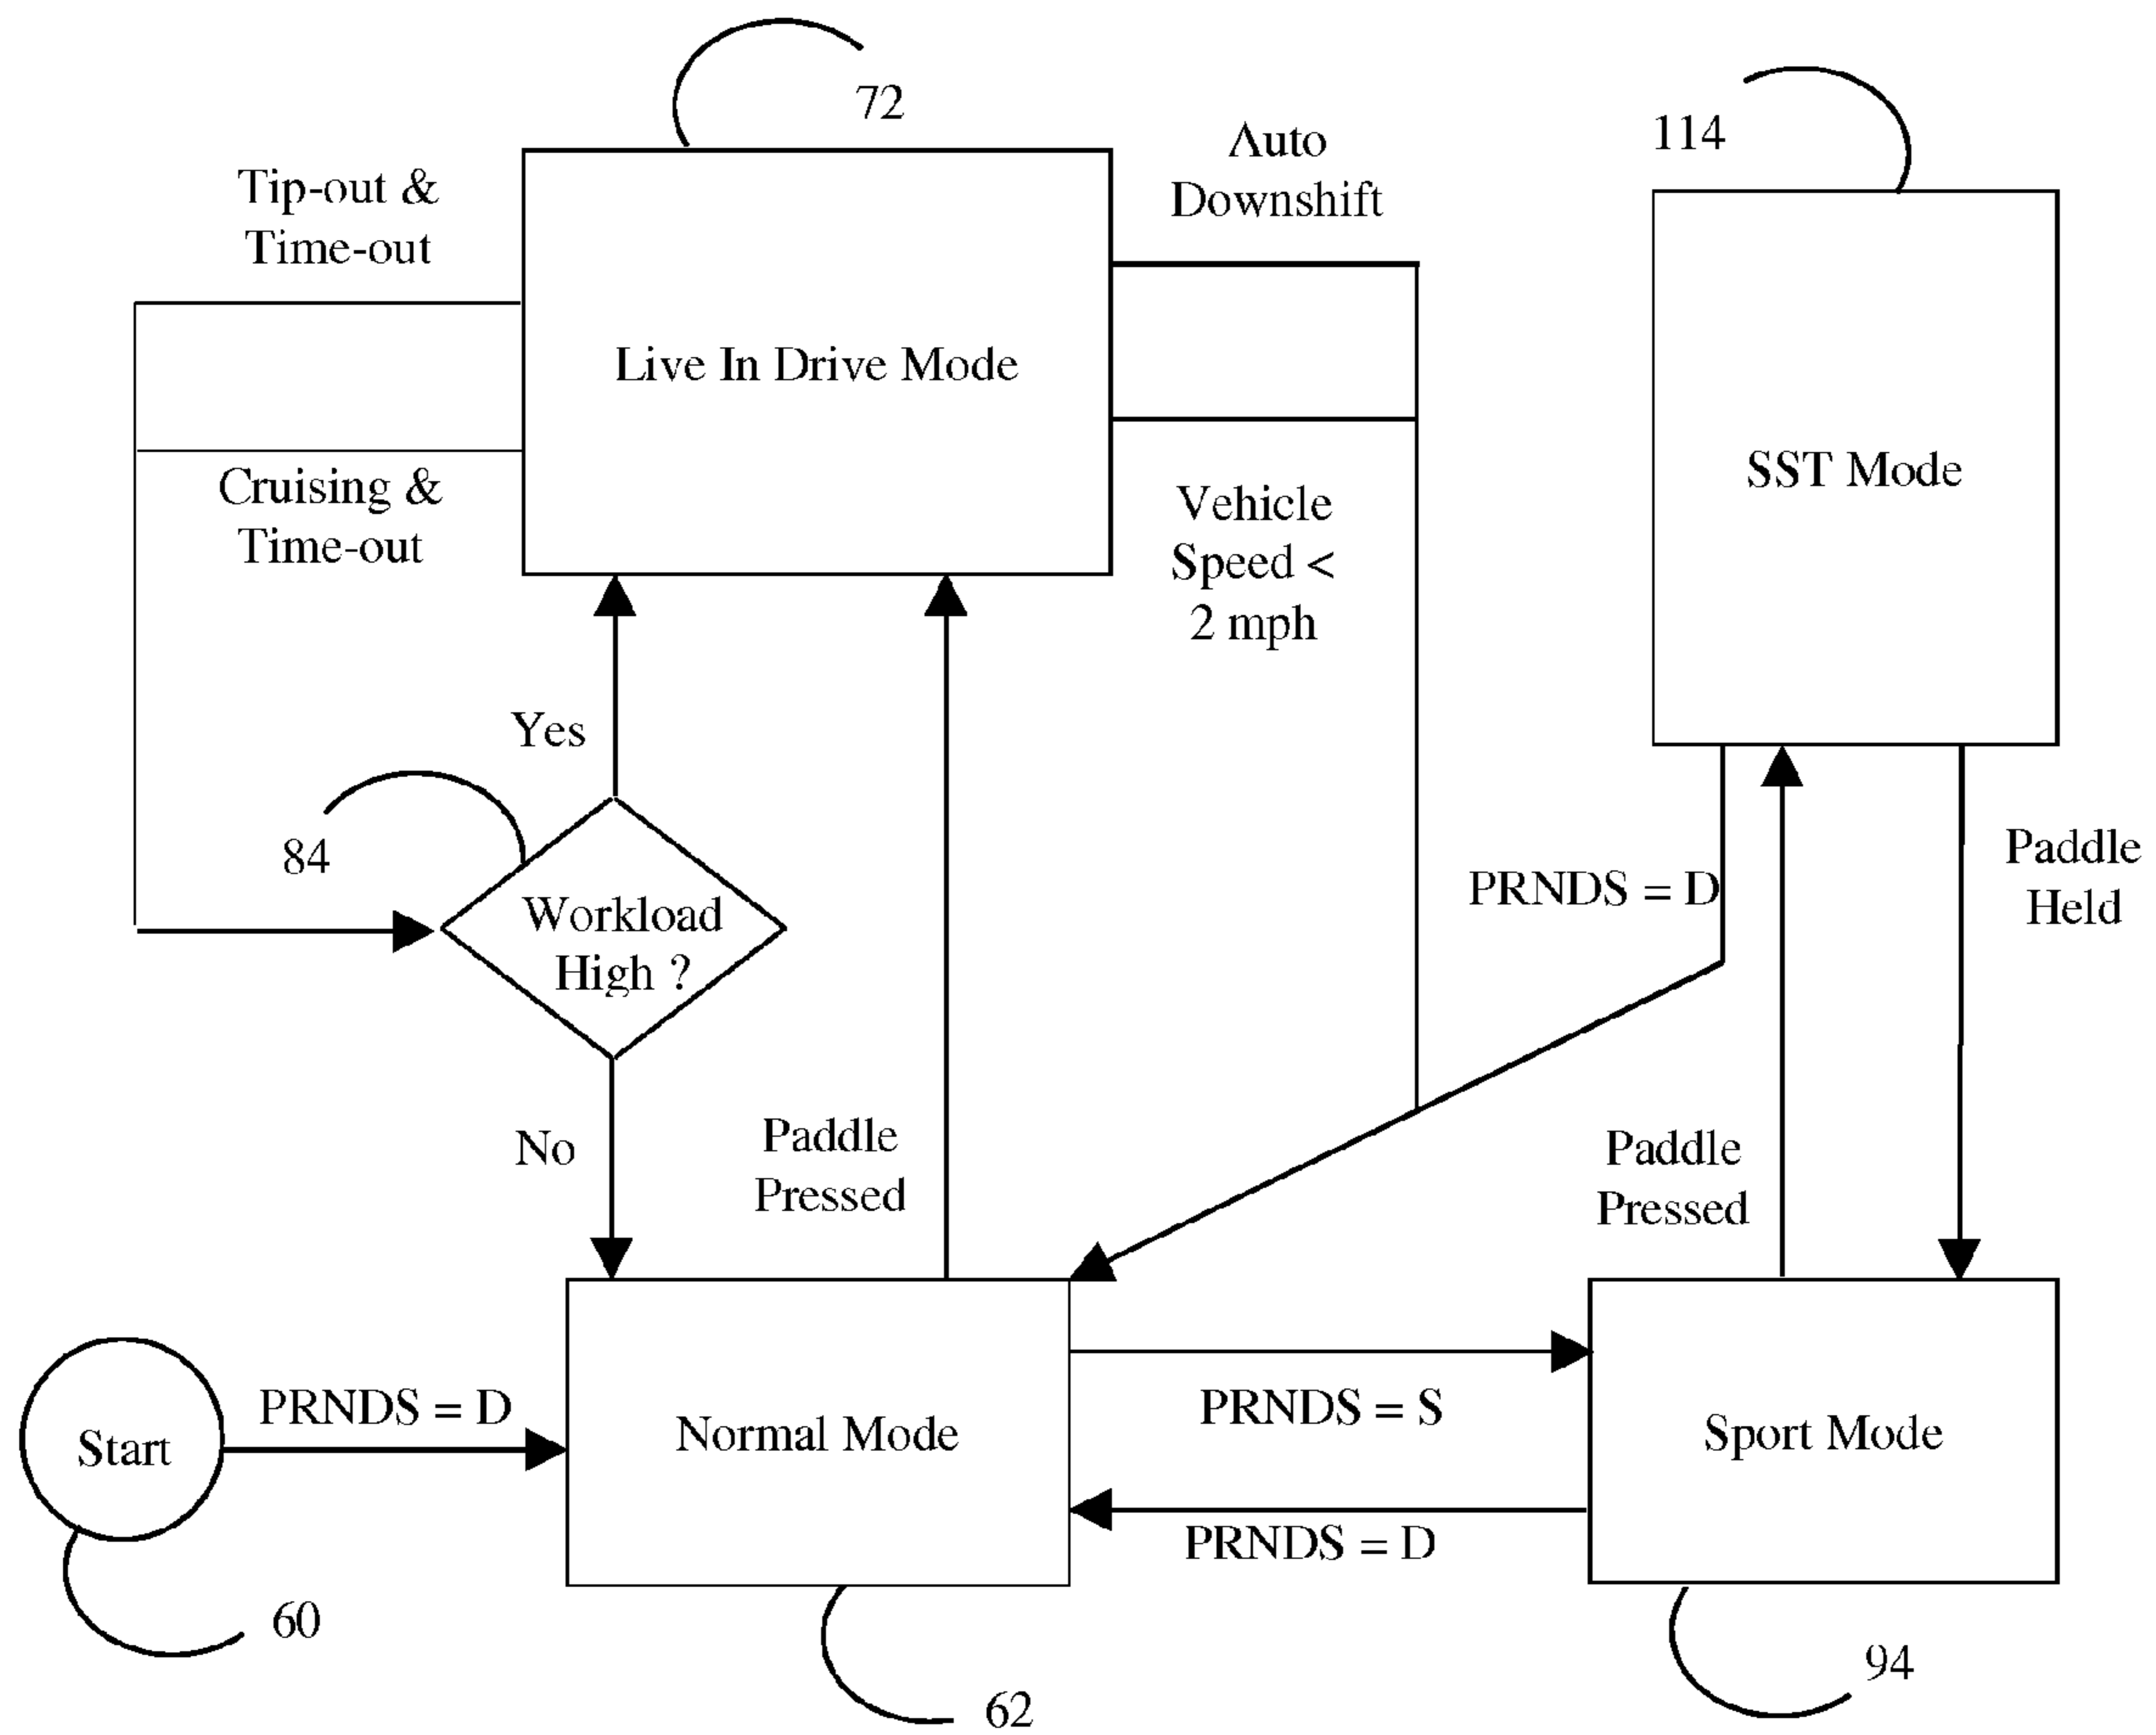 72
114
Auto
Downshift
Tip-out &
Time-out
Live In Drive Mode
SST Mode
Cruising &
Time-out
Vehicle
Speed <
2 mph
Yes
84
Workload
High ?
PRNDS = D
Paddle
Held
No
Paddle
Pressed
Paddle
Pressed
Start
PRNDS = D
Normal Mode
PRNDS = S
Sport Mode
PRNDS = D
60
62
94